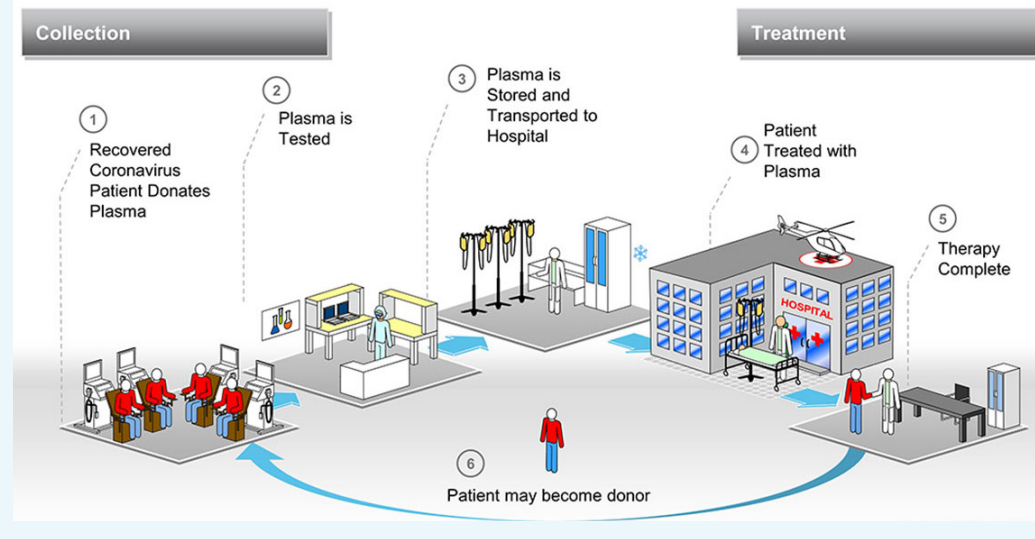 Collection
Treatment
1
Recovered
Coronavirus
Patient Donates
Plasma
2
Plasma is
Tested
3
Plasma is
Stored and
Transported to
Hospital
4
Patient
Treated with
Plasma
5
Therapy
Complete
HOSPITAL
6
Patient may become donor